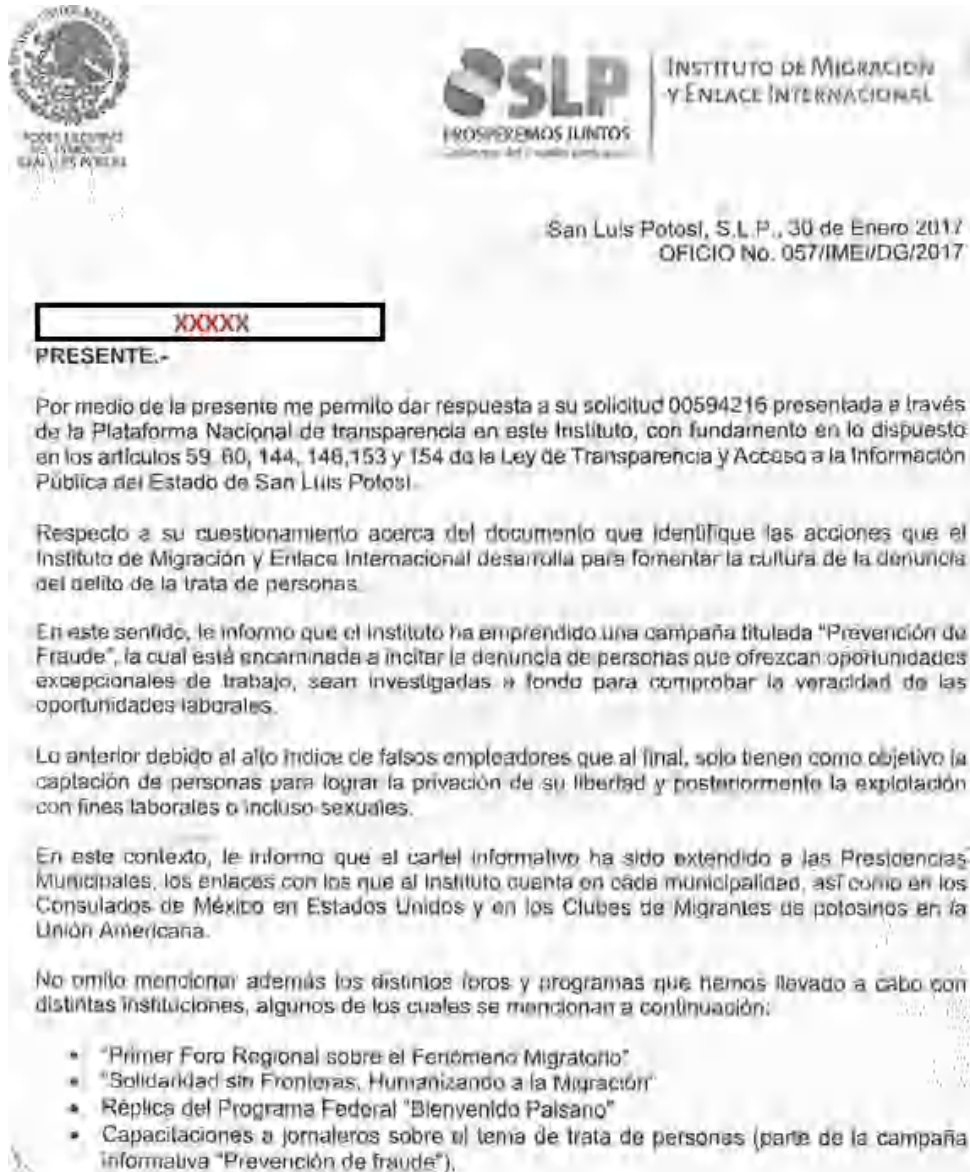 SLP
PROSPEREMOS JUNTOS
INSTITUTO DE MIGRACIÓN
Y ENLACE INTERNACIONAL
San Luis Potosí, S.L.P., 30 de Enero 2017
OFICIO No. 057/IMEI/DG/2017
XXXXX
PRESENTE.-
Por medio de la presente me permito dar respuesta a su solicitud 00594216 presentada a través
de la Plataforma Nacional de transparencia en este Instituto, con fundamento en lo dispuesto
en los artículos 59, 60, 144, 146,153 y 154 de la Ley de Transparencia y Acceso a la Información
Pública del Estado de San Luis Potosí.
Respecto a su cuestionamiento acerca del documento que identifique las acciones que el
Instituto de Migración y Enlace Internacional desarrolla para fomentar la cultura de la denuncia
del delito de la trata de personas.
En este sentido, le informo que el Instituto ha emprendido una campaña titulada "Prevención de
Fraude", la cual está encaminada a incitar la denuncia de personas que ofrezcan oportunidades
excepcionales de trabajo, sean investigadas a fondo para comprobar la veracidad de las
oportunidades laborales.
Lo anterior debido al alto índice de falsos empleadores que al final, solo tienen como objetivo la
captación de personas para lograr la privación de su libertad y posteriormente la explotación
con fines laborales o incluso sexuales.
En este contexto, le informo que el cartel informativo ha sido extendido a las Presidencias
Municipales, los enlaces con los que el Instituto cuenta en cada municipalidad, así como en los
Consulados de México en Estados Unidos y en los Clubes de Migrantes de potosinos en la
Unión Americana.
No omito mencionar además los distintos foros y programas que hemos llevado a cabo con
distintas instituciones, algunos de los cuales se mencionan a continuación:
• "Primer Foro Regional sobre el Fenómeno Migratorio"
• "Solidaridad sin Fronteras, Humanizando a la Migración"
• Réplica del Programa Federal "Bienvenido Paisano"
• Capacitaciones a jornaleros sobre el tema de trata de personas (parte de la campaña
informativa "Prevención de fraude").